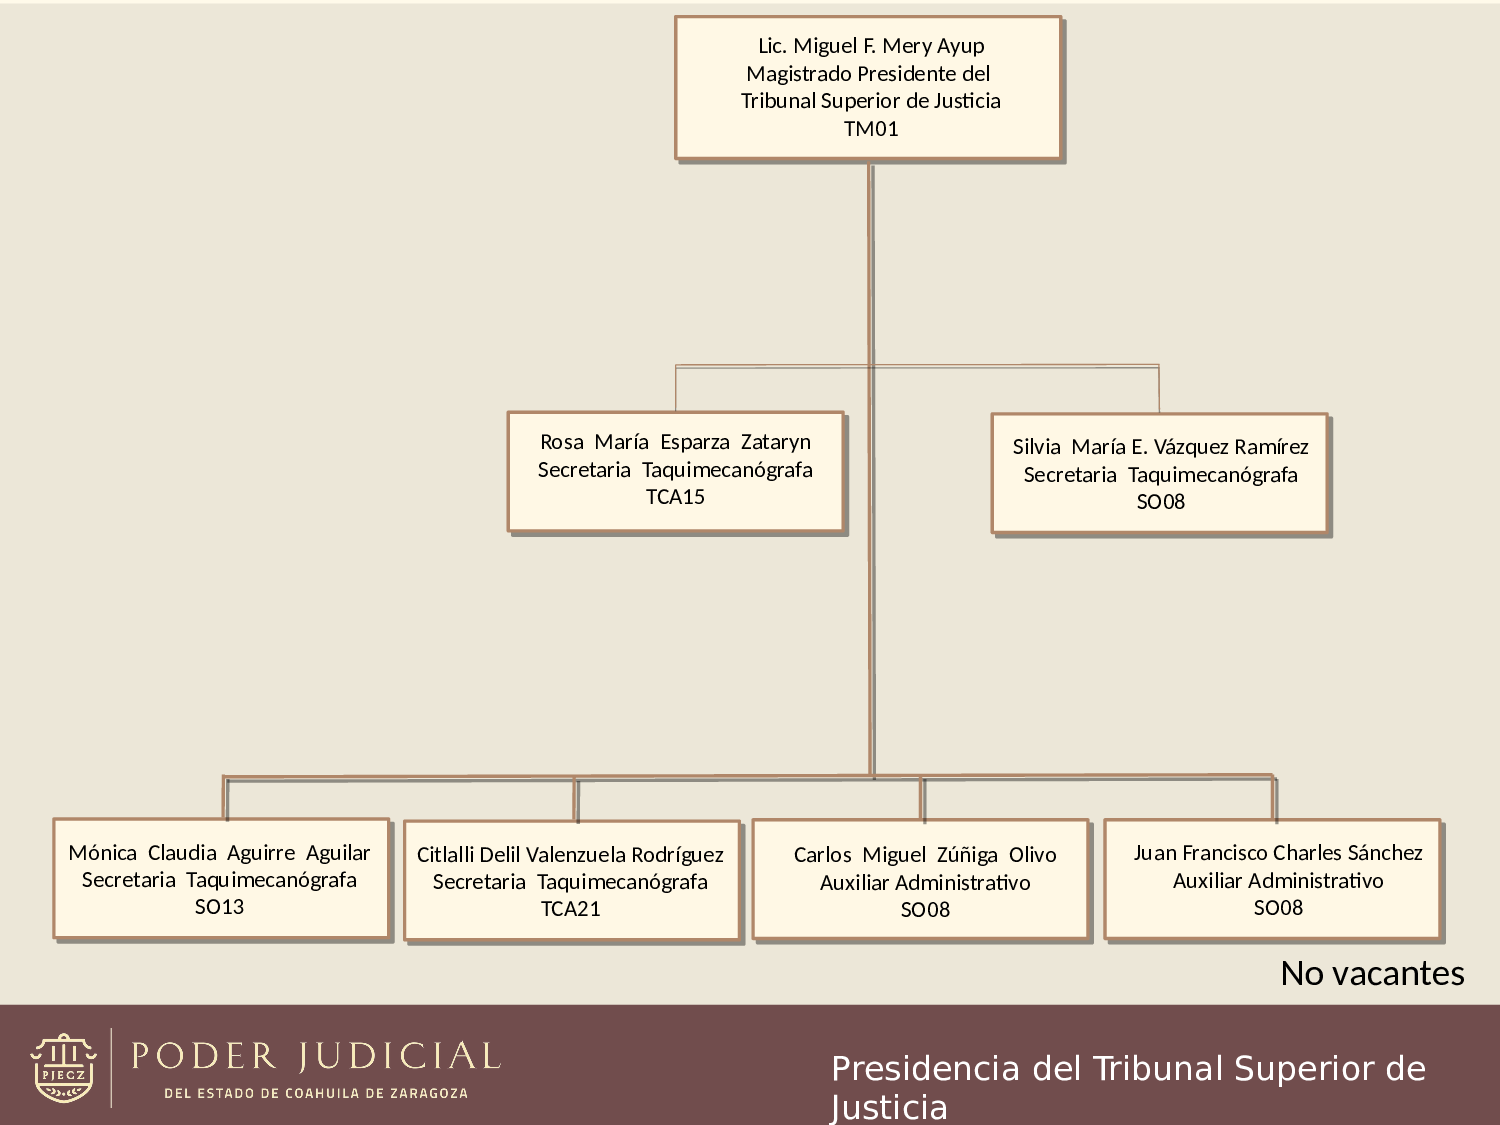 Lic. Miguel F. Mery Ayup
Magistrado Presidente del
Tribunal Superior de Justicia
TM01
Rosa María Esparza Zataryn
Secretaria Taquimecanógrafa
TCA15
Silvia María E. Vázquez Ramírez
Secretaria Taquimecanógrafa
SO08
Mónica Claudia Aguirre Aguilar
Secretaria Taquimecanógrafa
SO13
Citlalli Delil Valenzuela Rodríguez
Secretaria Taquimecanógrafa
TCA21
Carlos Miguel Zúñiga Olivo
Auxiliar Administrativo
SO08
Juan Francisco Charles Sánchez
Auxiliar Administrativo
SO08
No vacantes
PJECZ
PODER JUDICIAL
DEL ESTADO DE COAHUILA DE ZARAGOZA
Presidencia del Tribunal Superior de
Justicia